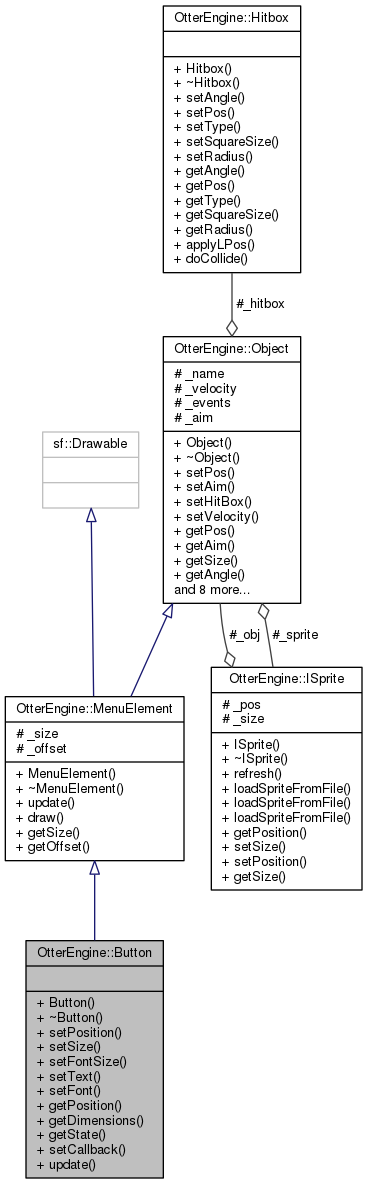 OtterEngine::Hitbox
+ Hitbox()
+ ~Hitbox()
+ setAngle()
+ setPos()
+ setType()
+ setSquareSize()
+ setRadius()
+ getAngle()
+ getPos()
+ getType()
+ getSquareSize()
+ getRadius()
+ applyLPos()
+ doCollide()
#_hitbox
OtterEngine::Object
# _name
# _velocity
# _events
# _aim
+ Object()
+ ~Object()
+ setPos()
+ setAim()
+ setHitBox()
+ setVelocity()
+ getPos()
+ getAim()
+ getSize()
+ getAngle()
and 8 more...
sf::Drawable
#_obj
#_sprite
OtterEngine::ISprite
# _pos
# _size
+ ISprite()
+ ~ISprite()
+ refresh()
+ loadSpriteFromFile()
+ loadSpriteFromFile()
+ loadSpriteFromFile()
+ getPosition()
+ setSize()
+ setPosition()
+ getSize()
OtterEngine::MenuElement
# _size
# _offset
+ MenuElement()
+ ~MenuElement()
+ update()
+ draw()
+ getSize()
+ getOffset()
OtterEngine::Button
+ Button()
+ ~Button()
+ setPosition()
+ setSize()
+ setFontSize()
+ setText()
+ setFont()
+ getPosition()
+ getDimensions()
+ getState()
+ setCallback()
+ update()